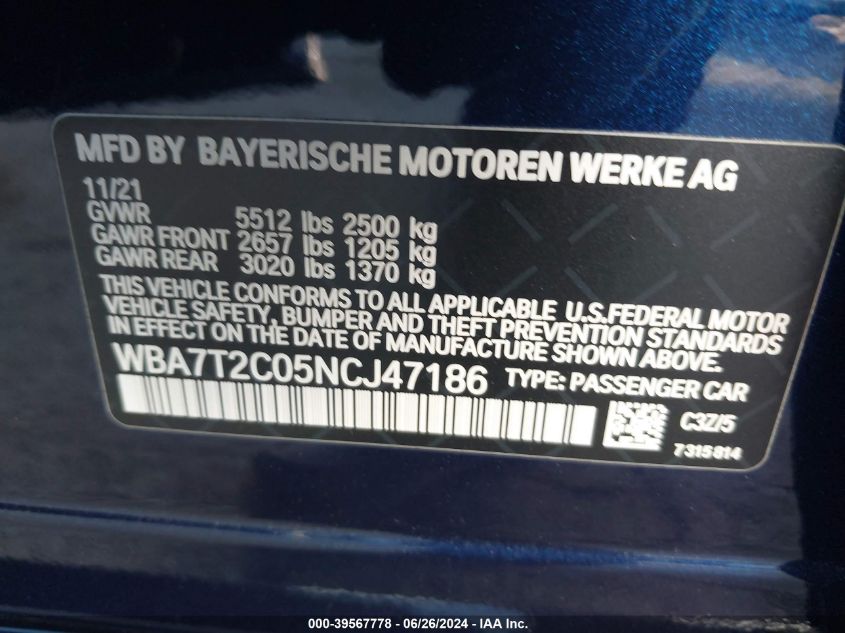 MFD BY BAYERISCHE MOTOREN WERKE AG
11/21
GVWR 5512 lbs 2500 kg
GAWR FRONT 2657 lbs 1205 kg
GAWR REAR 3020 lbs 1370 kg
THIS VEHICLE CONFORMS TO ALL APPLICABLE U.S.FEDERAL MOTOR
VEHICLE SAFETY, BUMPER AND THEFT PREVENTION STANDARDS
IN EFFECT ON THE DATE OF MANUFACTURE SHOWN ABOVE.
WBA7T2C05NCJ47186 TYPE: PASSENGER CAR
C3Z/5
7315814
000-39567778 - 06/26/2024 - IAA Inc.